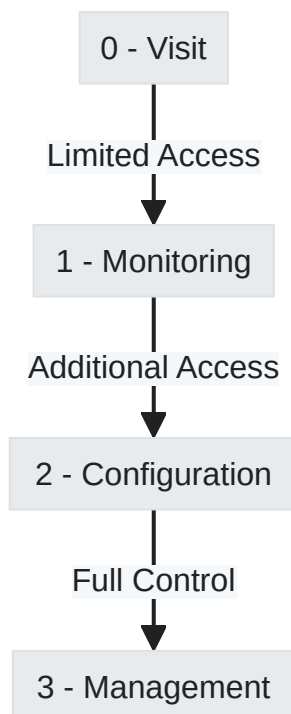 0 - Visit
Limited Access
1 - Monitoring
Additional Access
2 - Configuration
Full Control
3 - Management